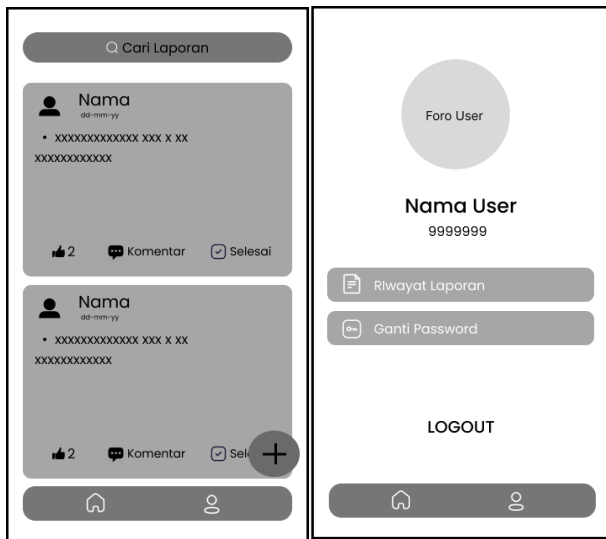 Cari Laporan
Nama
dd-mm-yy
• xxxxxxxxxxxxx xxx x xx
xxxxxxxxxxxx
2 Komentar Selesai
Nama
dd-mm-yy
• xxxxxxxxxxxxx xxx x xx
xxxxxxxxxxxx
2 Komentar Sel
Foro User
Nama User
9999999
RIwayat Laporan
Ganti Password
LOGOUT